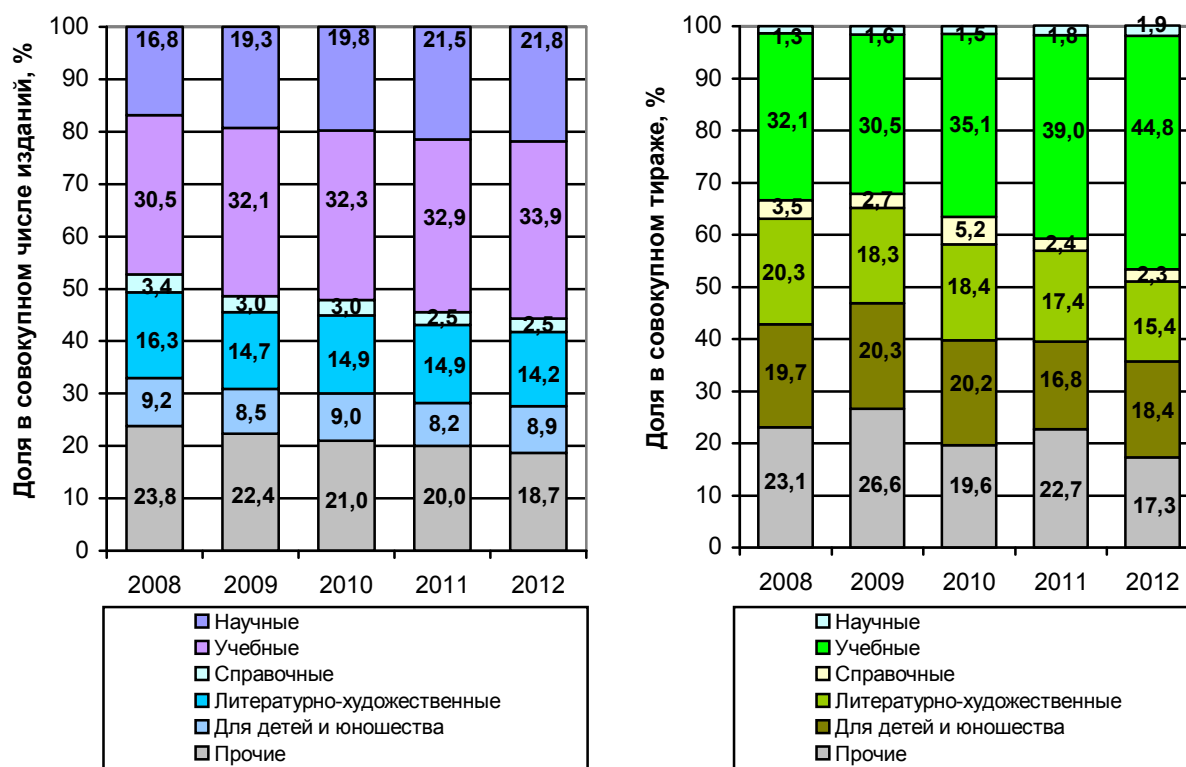 Доля в совокупном числе изданий, %
100
90
80
70
60
50
40
30
20
10
0
16,8 19,3 19,8 21,5 21,8
30,5 32,1 32,3 32,9 33,9
3,4 3,0 3,0 2,5 2,5
16,3 14,7 14,9 14,9 14,2
9,2 8,5 9,0 8,2 8,9
23,8 22,4 21,0 20,0 18,7
2008 2009 2010 2011 2012
Научные
Учебные
Справочные
Литературно-художественные
Для детей и юношества
Прочие
Доля в совокупном тираже, %
100
90
80
70
60
50
40
30
20
10
0
1,3 1,6 1,5 1,8 1,9
32,1 30,5 35,1 39,0 44,8
3,5 2,7 5,2 2,4 2,3
20,3 18,3 18,4 17,4 15,4
19,7 20,3 20,2 16,8 18,4
23,1 26,6 19,6 22,7 17,3
2008 2009 2010 2011 2012
Научные
Учебные
Справочные
Литературно-художественные
Для детей и юношества
Прочие